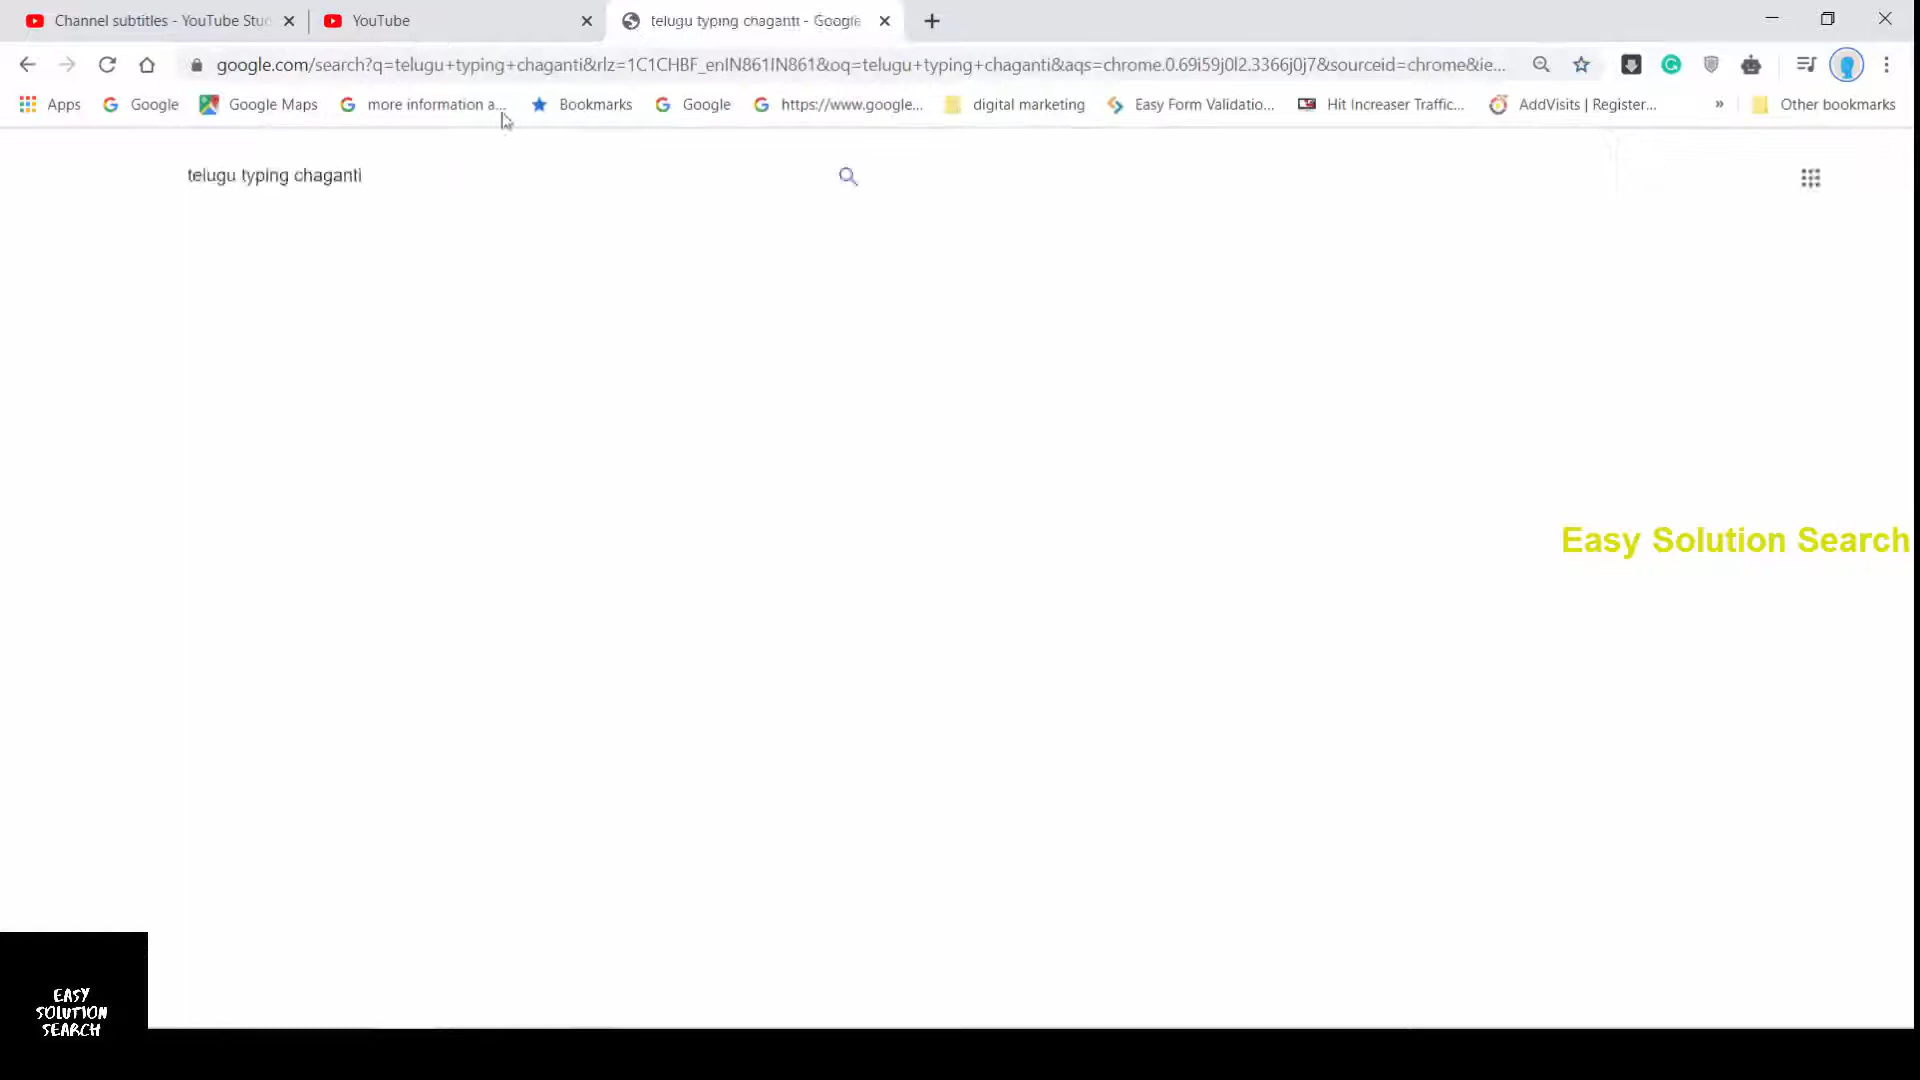 Channel subtitles - YouTube Stu
YouTube
telugu typing chaganti - Google
google.com/search?q=telugu+typing+chaganti&rlz=1C1CHBF_enIN861IN861&oq=telugu+typing+chaganti&aqs=chrome.0.69i59j0l2.3366j0j7&sourceid=chrome&ie...
Apps
Google
Google Maps
more information a...
Bookmarks
Google
https://www.google...
digital marketing
Easy Form Validatio...
Hit Increaser Traffic...
AddVisits | Register...
»
Other bookmarks
telugu typing chaganti
Easy Solution Search
EASY
SOLUTION
SEARCH